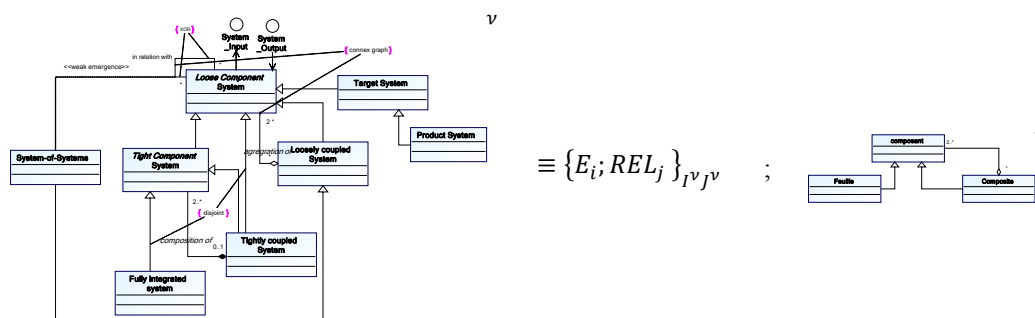 ν
{ XOR }
System
_Input
System
_Output
in relation with
{ connex graph }
<<weak emergence>>
*
*
Loose Component
System
Target System
2..*
Product System
System-of-Systems
Tight Component
System
Loosely coupled
System
2..*
{ disjoint }
composition of
0..1
Tightly coupled
System
Fully Integrated
system
≡ {E_i; REL_j}_{I^ν J^ν} ;
component
2..*
Feuille
Composite